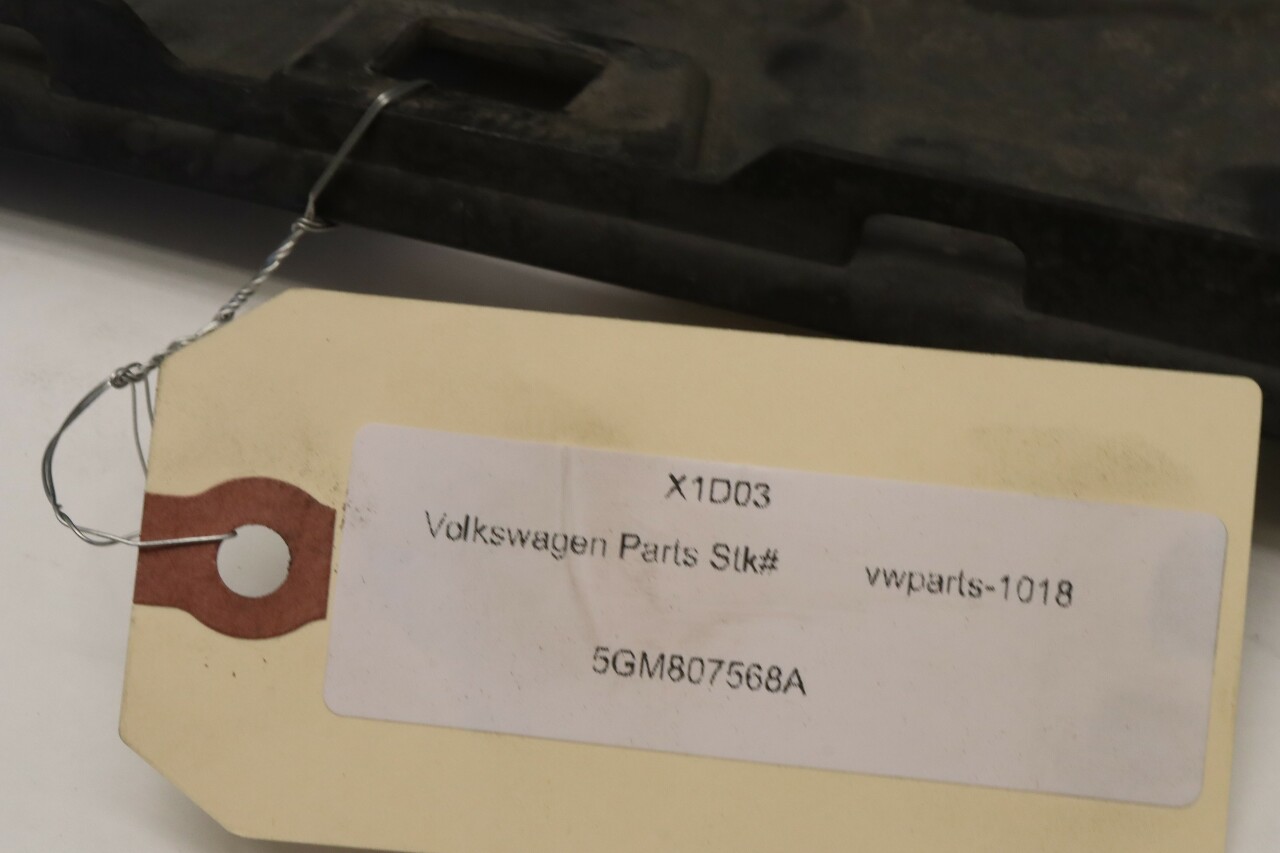 X1D03
Volkswagen Parts Stk# vwparts-1018
5GM807568A